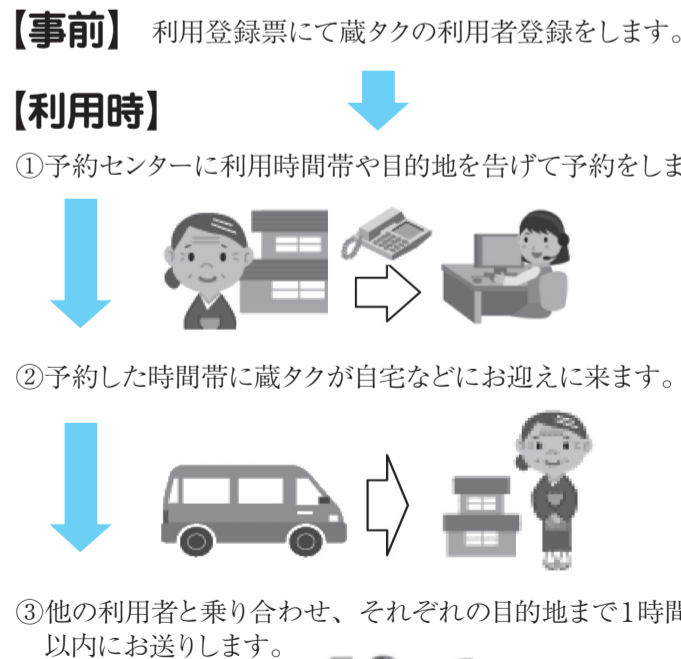 【事前】 利用登録票にて蔵タクの利用者登録をします。
【利用時】
①予約センターに利用時間帯や目的地を告げて予約をしま
②予約した時間帯に蔵タクが自宅などにお迎えに来ます。
③他の利用者と乗り合わせ、それぞれの目的地まで1時間
以内にお送りします。